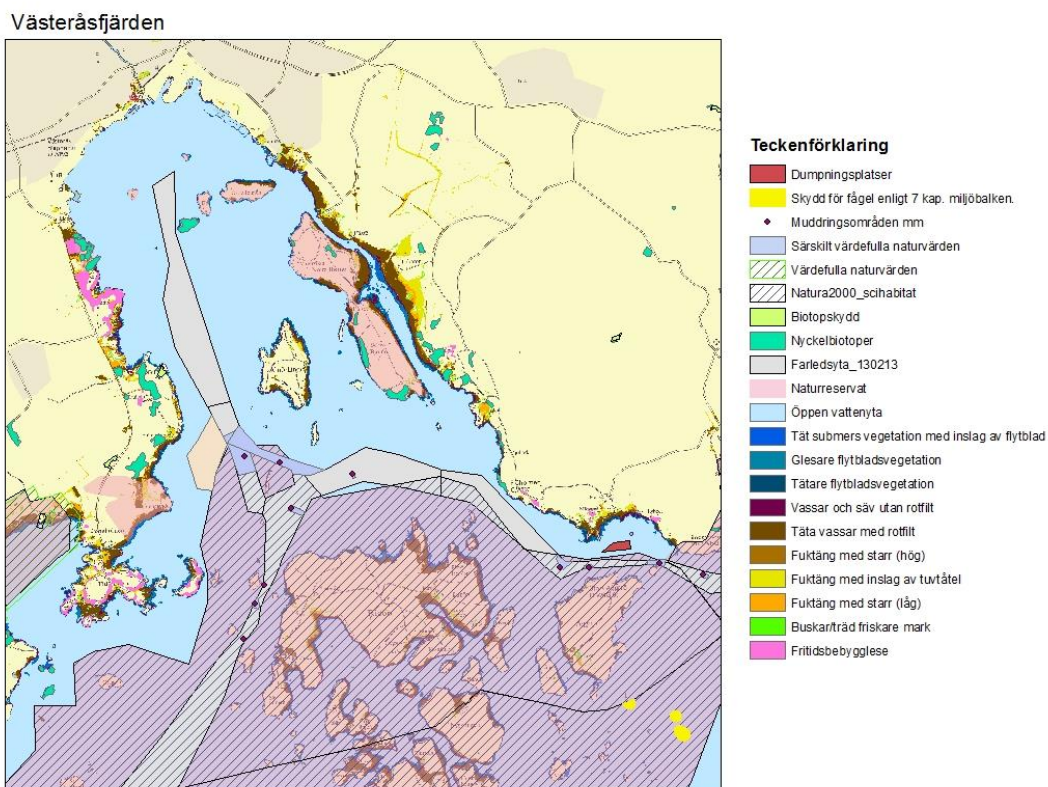 Västeråsfjärden
Teckenförklaring
Dumpningsplatser
Skydd för fågel enligt 7 kap. miljöbalken.
Muddringsområden mm
Särskilt värdefulla naturvärden
Värdefulla naturvärden
Natura2000_scihabitat
Biotopskydd
Nyckelbiotoper
Farledsyta_130213
Naturreservat
Öppen vattenyta
Tät submers vegetation med inslag av flytblad
Glesare flytbladsvegetation
Tätare flytbladsvegetation
Vassar och säv utan rotfilt
Täta vassar med rotfilt
Fuktäng med starr (hög)
Fuktäng med inslag av tuvtåtel
Fuktäng med starr (låg)
Buskar/träd friskare mark
Fritidsbebygglese